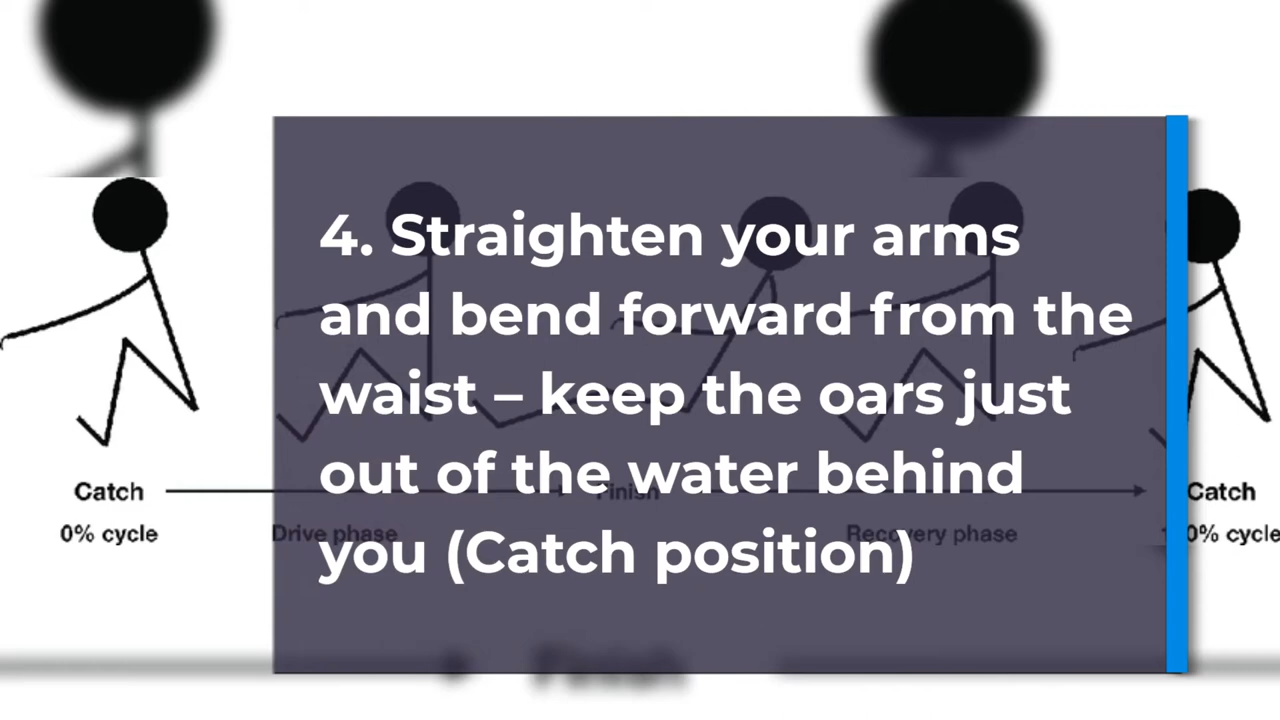 4. Straighten your arms
and bend forward from the
waist – keep the oars just
out of the water behind
you (Catch position)
Catch
Finish
Catch
0% cycle
Drive phase
Recovery phase
0% cycle
Finish